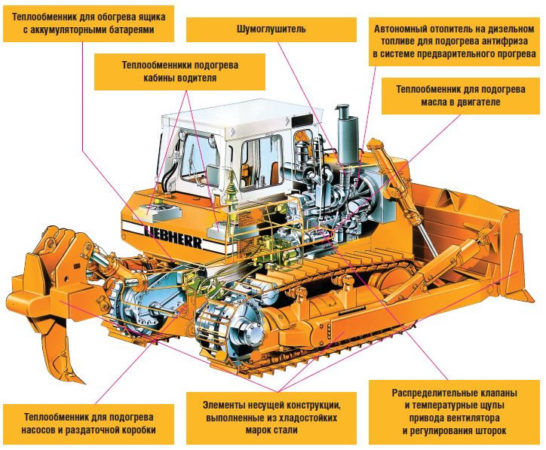 Теплообменник для обогрева ящика
с аккумуляторными батареями
Шумоглушитель
Автономный отопитель на дизельном
топливе для подогрева антифриза
в системе предварительного прогрева
Теплообменники подогрева
кабины водителя
Теплообменник для подогрева
масла в двигателе
LIEBHERR
Теплообменник для подогрева
насосов и раздаточной коробки
Элементы несущей конструкции,
выполненные из хладостойких
марок стали
Распределительные клапаны
и температурные щупы
привода вентилятора
и регулирования шторок